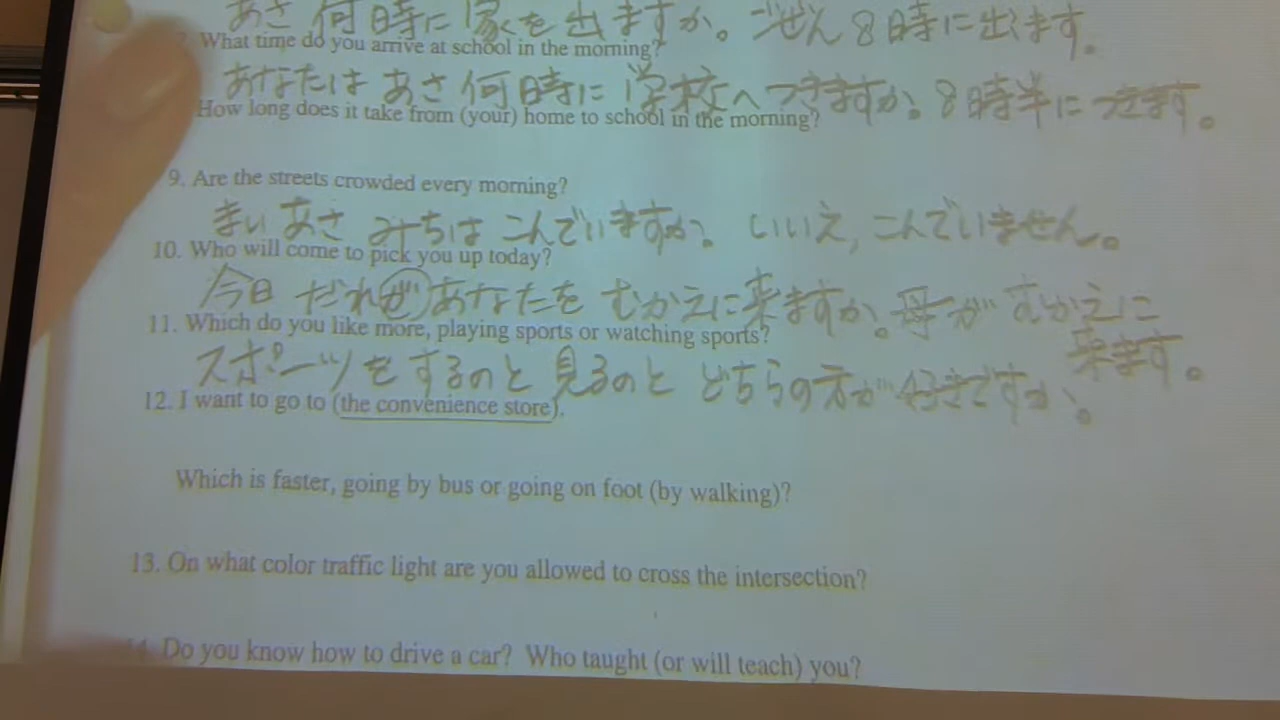 あさ 何時に 家を 出ますか。 ごぜん 8時に出ます。
What time do you arrive at school in the morning?
あなたは あさ 何時に 学校へ つきますか。 8時半に つきます。
How long does it take from (your) home to school in the morning?
9. Are the streets crowded every morning?
まいあさ みちは こんでいますか。 いいえ, こんでいません。
10. Who will come to pick you up today?
今日 だれが あなたを むかえに 来ますか。 母が むかえに
来ます。
11. Which do you like more, playing sports or watching sports?
スポーツを するのと 見るのと どちらの方が 好きですか。
12. I want to go to (the convenience store).
Which is faster, going by bus or going on foot (by walking)?
13. On what color traffic light are you allowed to cross the intersection?
14. Do you know how to drive a car? Who taught (or will teach) you?